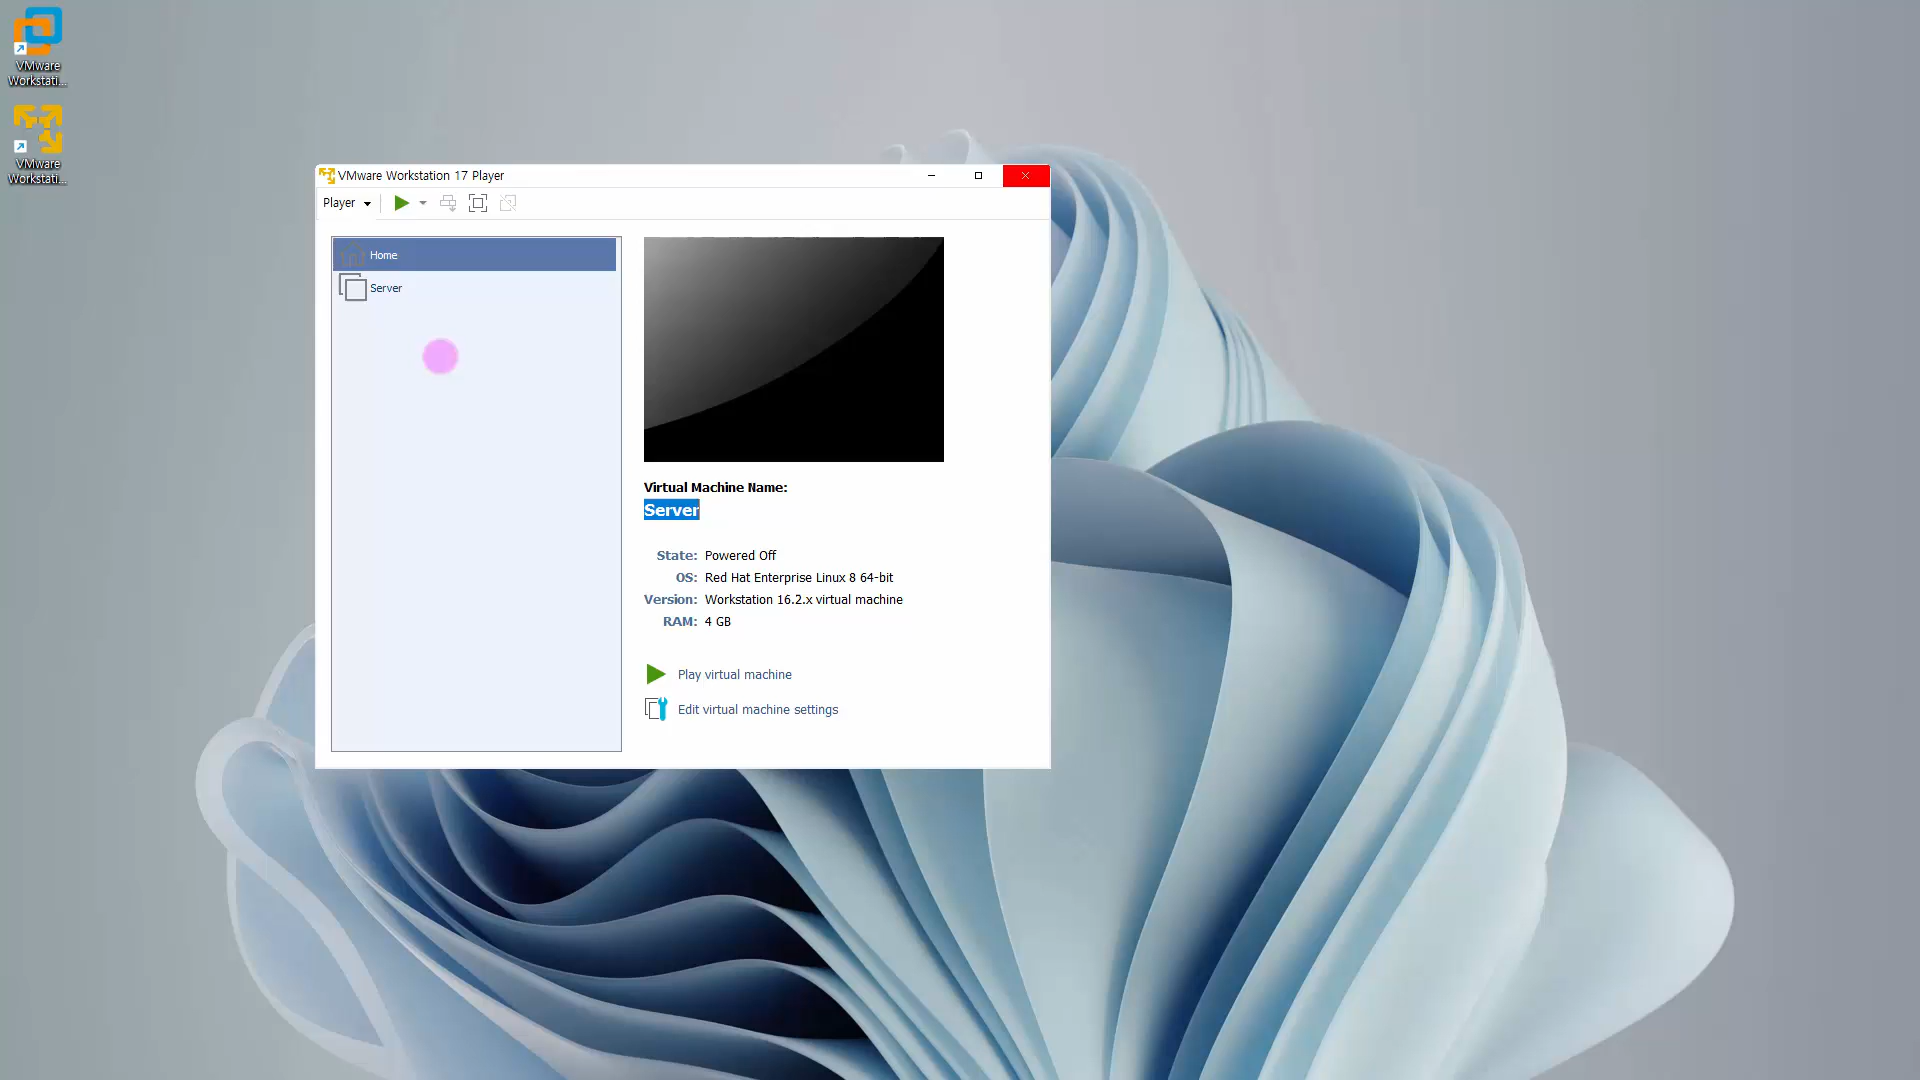 VMware
Workstati...
VMware
Workstati...
VMware Workstation 17 Player
Player
Home
Server
Virtual Machine Name:
Server
State: Powered Off
OS: Red Hat Enterprise Linux 8 64-bit
Version: Workstation 16.2.x virtual machine
RAM: 4 GB
Play virtual machine
Edit virtual machine settings